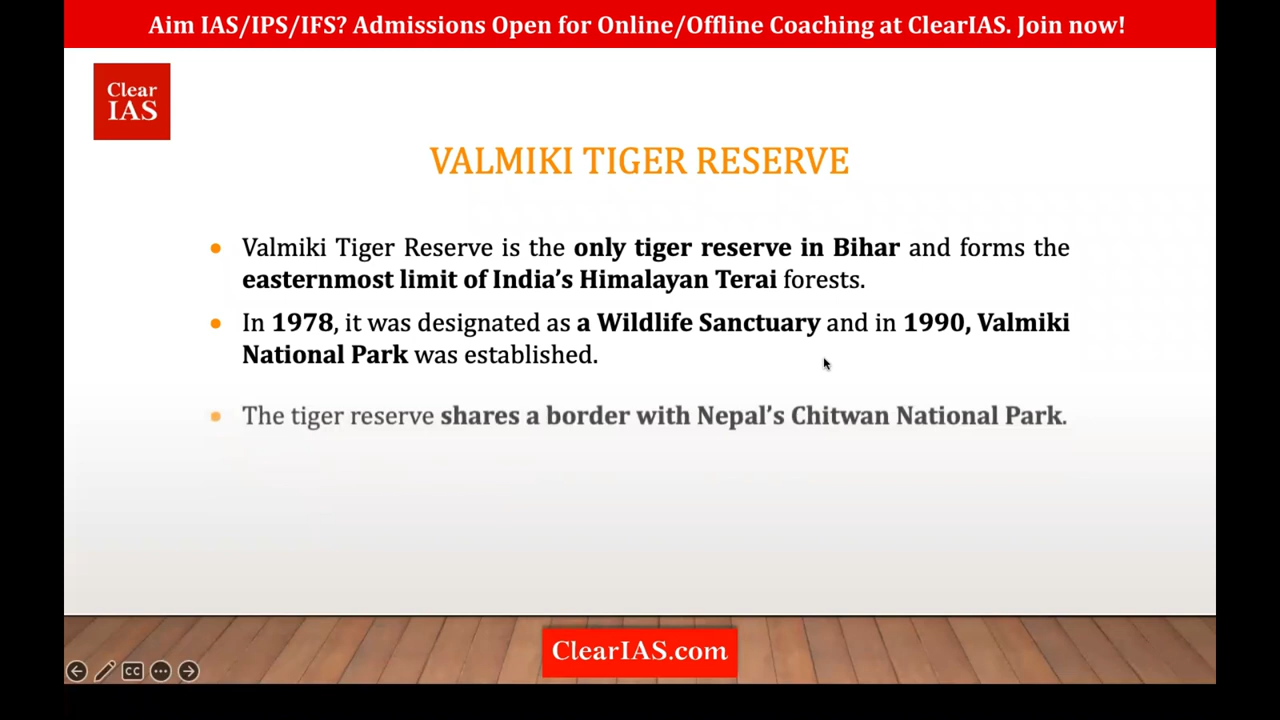 Aim IAS/IPS/IFS? Admissions Open for Online/Offline Coaching at ClearIAS. Join now!
Clear
IAS
VALMIKI TIGER RESERVE
• Valmiki Tiger Reserve is the only tiger reserve in Bihar and forms the
easternmost limit of India’s Himalayan Terai forests.
• In 1978, it was designated as a Wildlife Sanctuary and in 1990, Valmiki
National Park was established.
• The tiger reserve shares a border with Nepal’s Chitwan National Park.
ClearIAS.com
CC